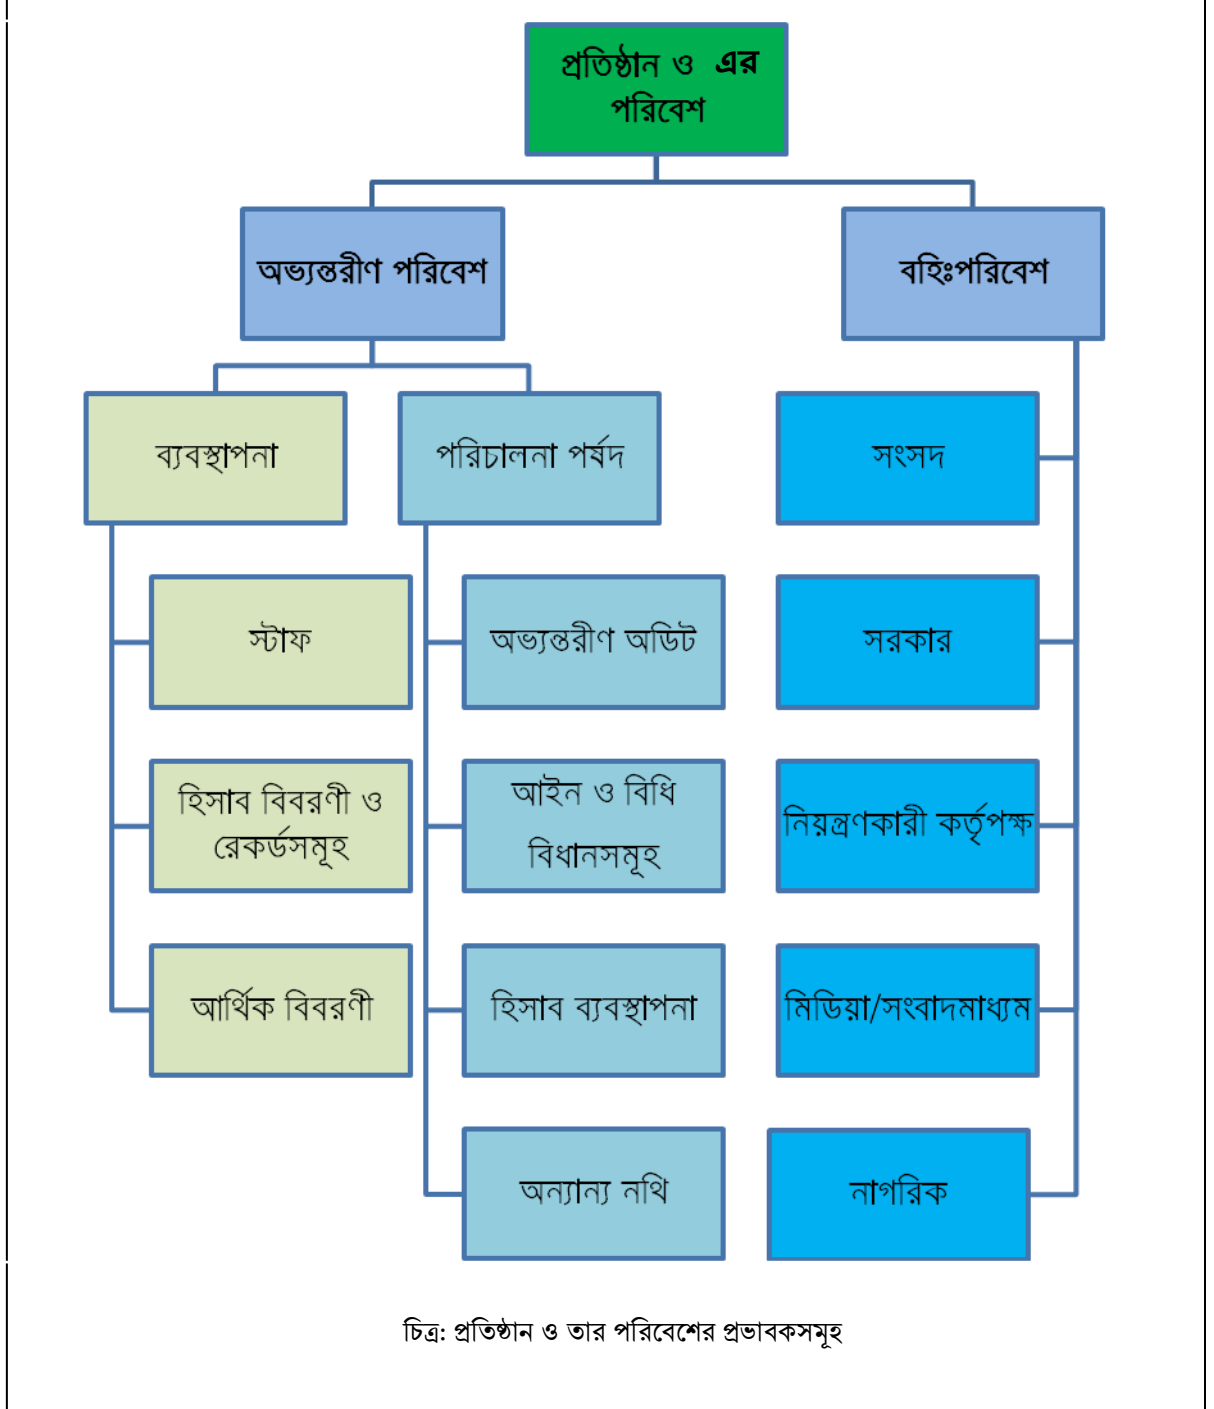 প্রতিষ্ঠান ও এর
পরিবেশ
অভ্যন্তরীণ পরিবেশ
বহিঃপরিবেশ
ব্যবস্থাপনা
পরিচালনা পর্ষদ
সংসদ
স্টাফ
অভ্যন্তরীণ অডিট
সরকার
হিসাব বিবরণী ও
রেকর্ডসমূহ
আইন ও বিধি
বিধানসমূহ
নিয়ন্ত্রণকারী কর্তৃপক্ষ
আর্থিক বিবরণী
হিসাব ব্যবস্থাপনা
মিডিয়া/সংবাদমাধ্যম
অন্যান্য নথি
নাগরিক
চিত্র: প্রতিষ্ঠান ও তার পরিবেশের প্রভাবকসমূহ